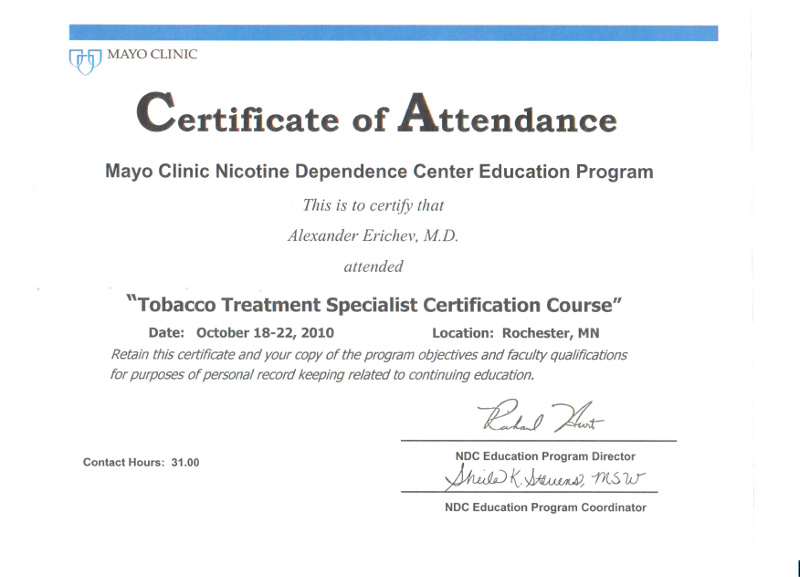 MAYO CLINIC
Certificate of Attendance
Mayo Clinic Nicotine Dependence Center Education Program
This is to certify that
Alexander Erichev, M.D.
attended
“Tobacco Treatment Specialist Certification Course”
Date: October 18-22, 2010 Location: Rochester, MN
Retain this certificate and your copy of the program objectives and faculty qualifications
for purposes of personal record keeping related to continuing education.
Richard Hurt
Contact Hours: 31.00
NDC Education Program Director
Sheila K. Stevens, MSW
NDC Education Program Coordinator